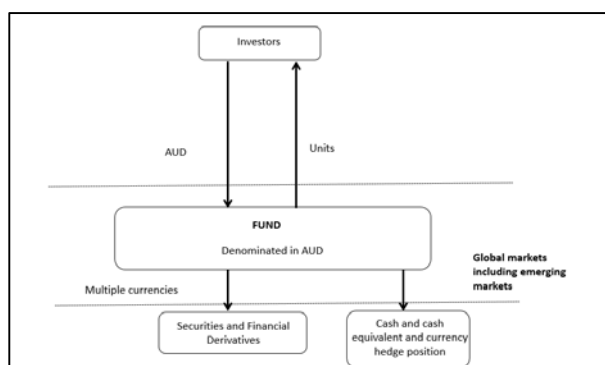 Investors
AUD
Units
FUND
Denominated in AUD
Global markets
including emerging
markets
Multiple currencies
Securities and Financial
Derivatives
Cash and cash
equivalent and currency
hedge position